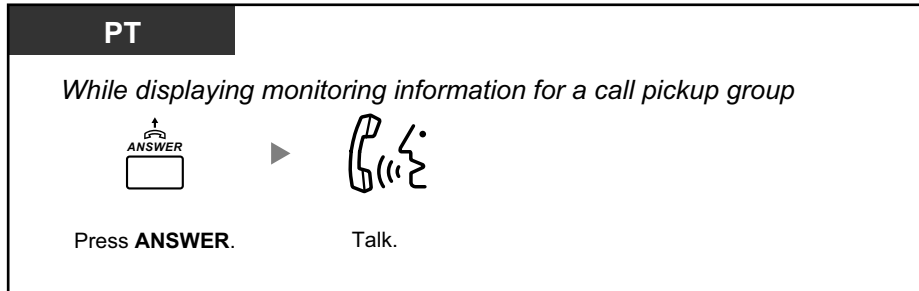 PT
While displaying monitoring information for a call pickup group
ANSWER
Press ANSWER.
Talk.